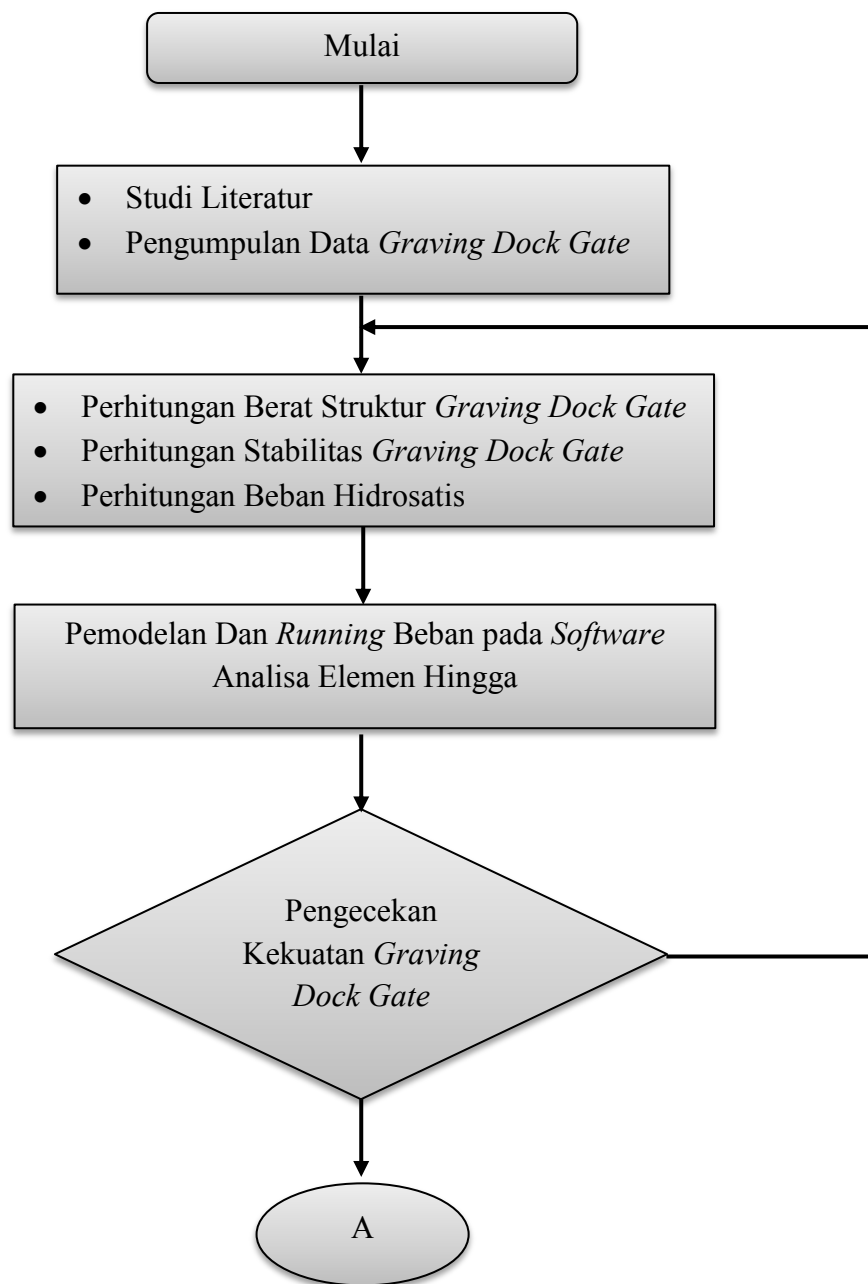 Mulai
• Studi Literatur
• Pengumpulan Data Graving Dock Gate
• Perhitungan Berat Struktur Graving Dock Gate
• Perhitungan Stabilitas Graving Dock Gate
• Perhitungan Beban Hidrosatis
Pemodelan Dan Running Beban pada Software
Analisa Elemen Hingga
Pengecekan
Kekuatan Graving
Dock Gate
A